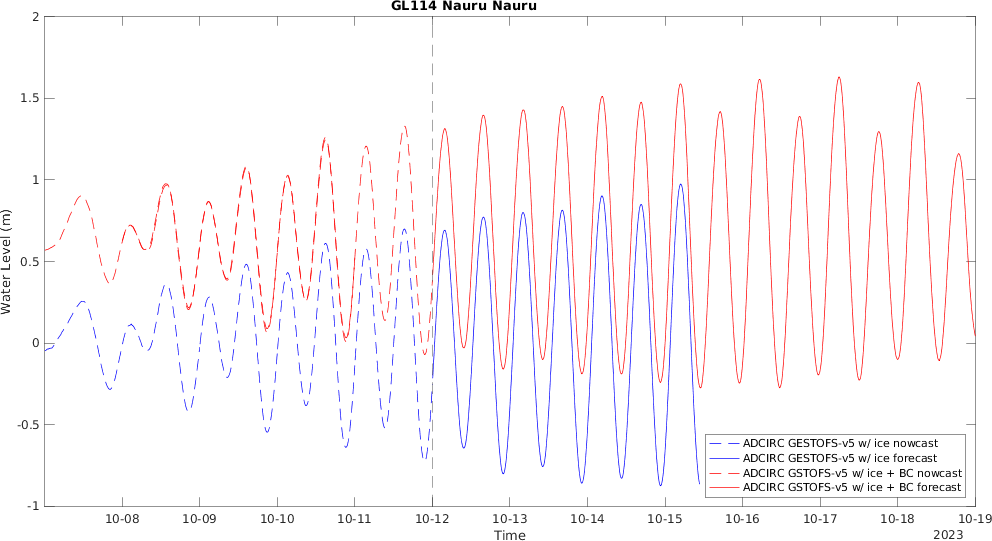 GL114 Nauru Nauru
2
1.5
1
0.5
0
-0.5
-1
Water Level (m)
ADCIRC GESTOFS-v5 w/ ice nowcast
ADCIRC GESTOFS-v5 w/ ice forecast
ADCIRC GSTOFS-v5 w/ ice + BC nowcast
ADCIRC GSTOFS-v5 w/ ice + BC forecast
10-08 10-09 10-10 10-11 10-12 10-13 10-14 10-15 10-16 10-17 10-18 10-19
Time
2023